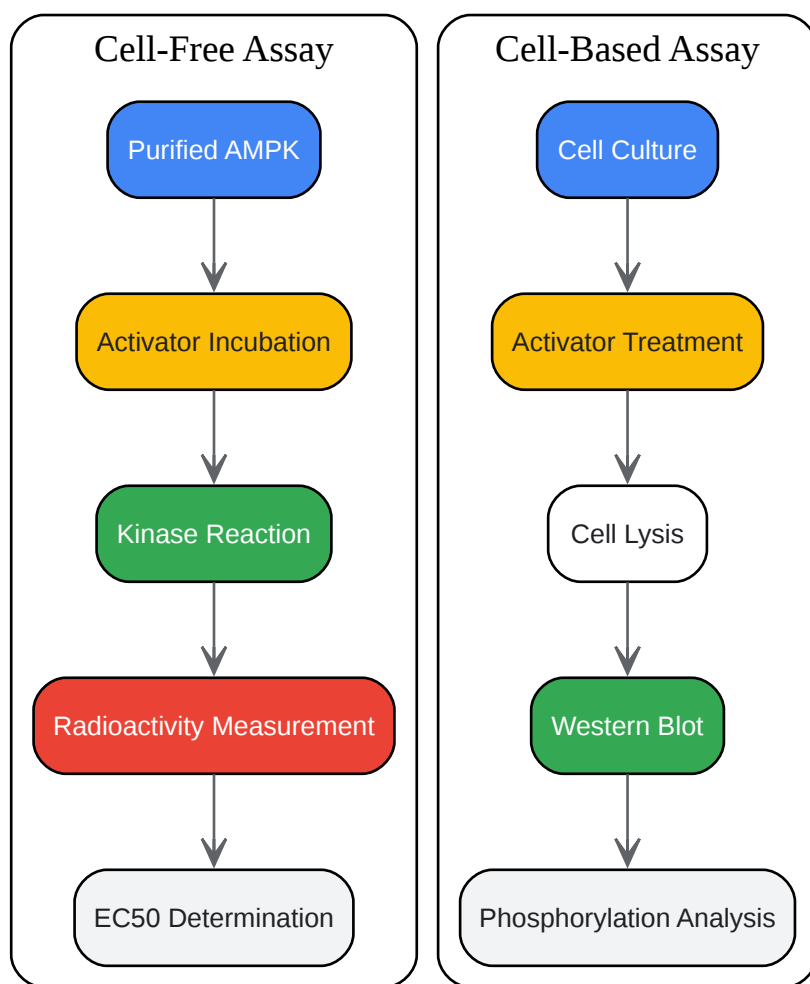 Cell-Free Assay
Purified AMPK
Activator Incubation
Kinase Reaction
Radioactivity Measurement
EC50 Determination
Cell-Based Assay
Cell Culture
Activator Treatment
Cell Lysis
Western Blot
Phosphorylation Analysis